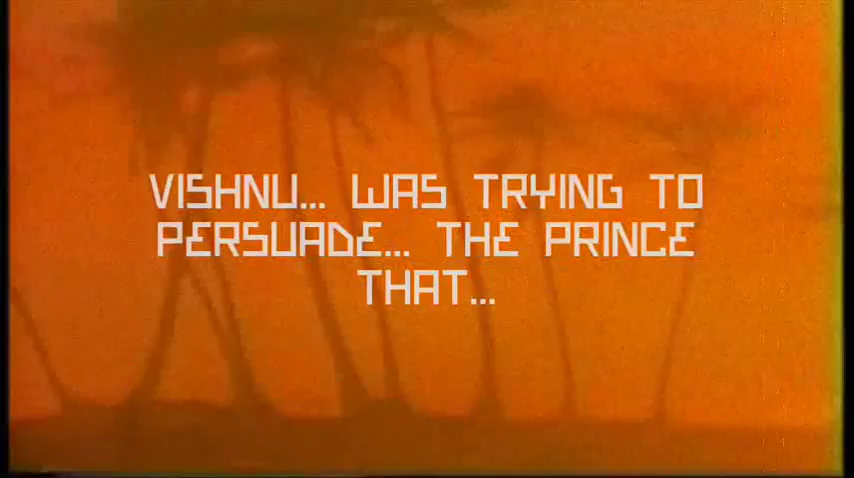 VISHNU... WAS TRYING TO
PERSUADE... THE PRINCE
THAT...